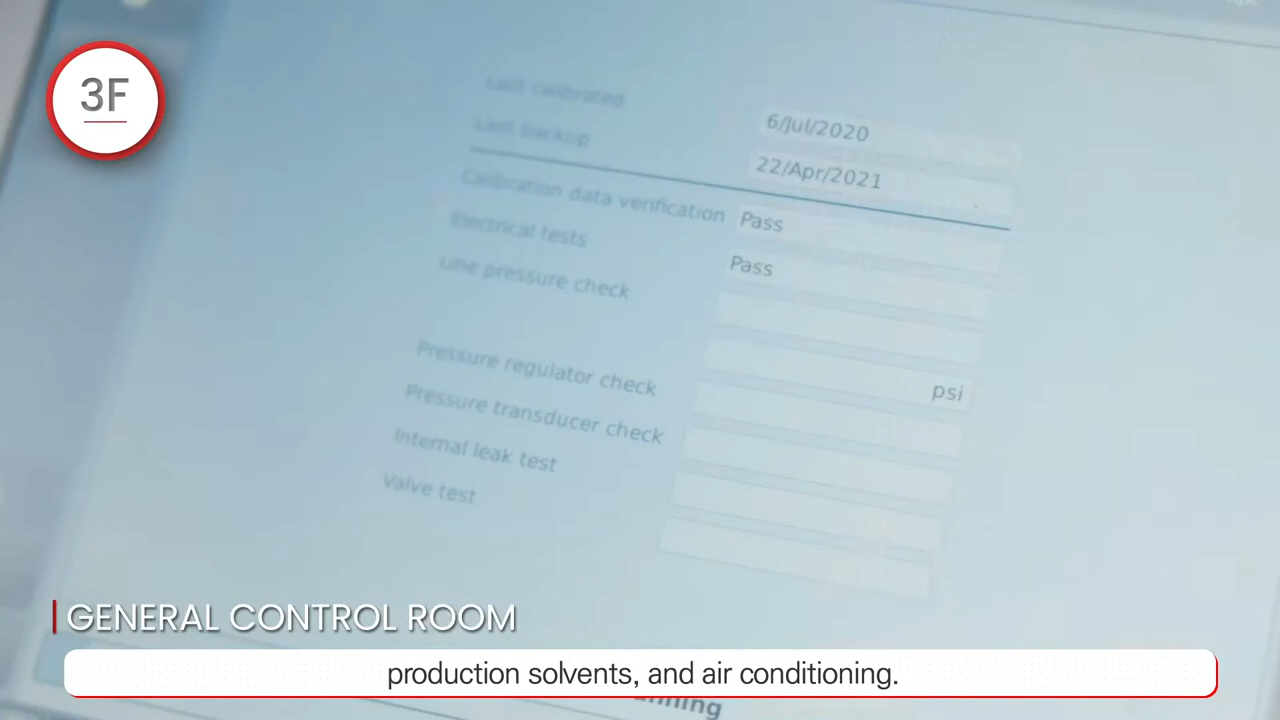 3F
Last calibrated 6/Jul/2020
Last backup 22/Apr/2021
Calibration data verification Pass
Electrical tests Pass
Line pressure check
psi
Pressure regulator check
Pressure transducer check
Internal leak test
Valve test
GENERAL CONTROL ROOM
production solvents, and air conditioning.